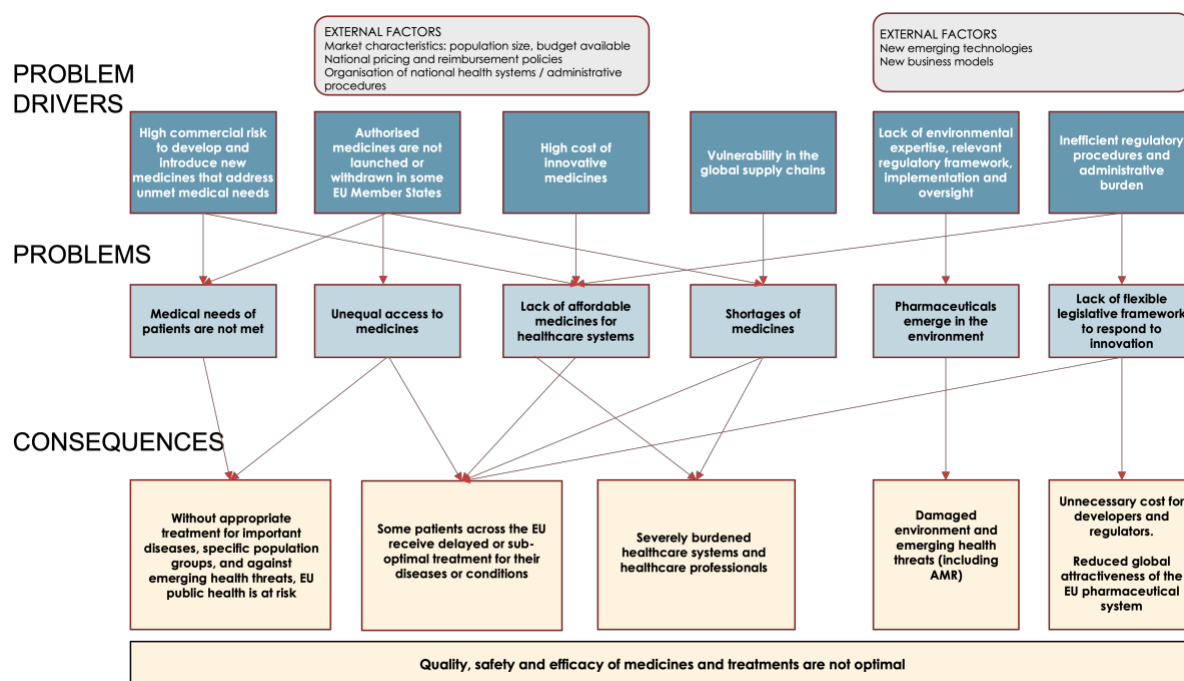 EXTERNAL FACTORS
Market characteristics: population size, budget available
National pricing and reimbursement policies
Organisation of national health systems / administrative
procedures
EXTERNAL FACTORS
New emerging technologies
New business models
PROBLEM
DRIVERS
High commercial risk
to develop and
introduce new
medicines that address
unmet medical needs
Authorised
medicines are not
launched or
withdrawn in some
EU Member States
High cost of
innovative
medicines
Vulnerability in the
global supply chains
Lack of environmental
expertise, relevant
regulatory framework,
implementation and
oversight
Inefficient regulatory
procedures and
administrative
burden
PROBLEMS
Medical needs of
patients are not met
Unequal access to
medicines
Lack of affordable
medicines for
healthcare systems
Shortages of
medicines
Pharmaceuticals
emerge in the
environment
Lack of flexible
legislative framework
to respond to
innovation
CONSEQUENCES
Without appropriate
treatment for
important
diseases, specific
population
groups, and against
emerging health threats, EU
public health is at risk
Some patients across the EU
receive delayed or sub-
optimal treatment for their
diseases or conditions
Severely burdened
healthcare systems and
healthcare professionals
Damaged
environment and
emerging health
threats (including
AMR)
Unnecessary cost for
developers and
regulators.
Reduced global
attractiveness of the
EU pharmaceutical
system
Quality, safety and efficacy of medicines and treatments are not optimal